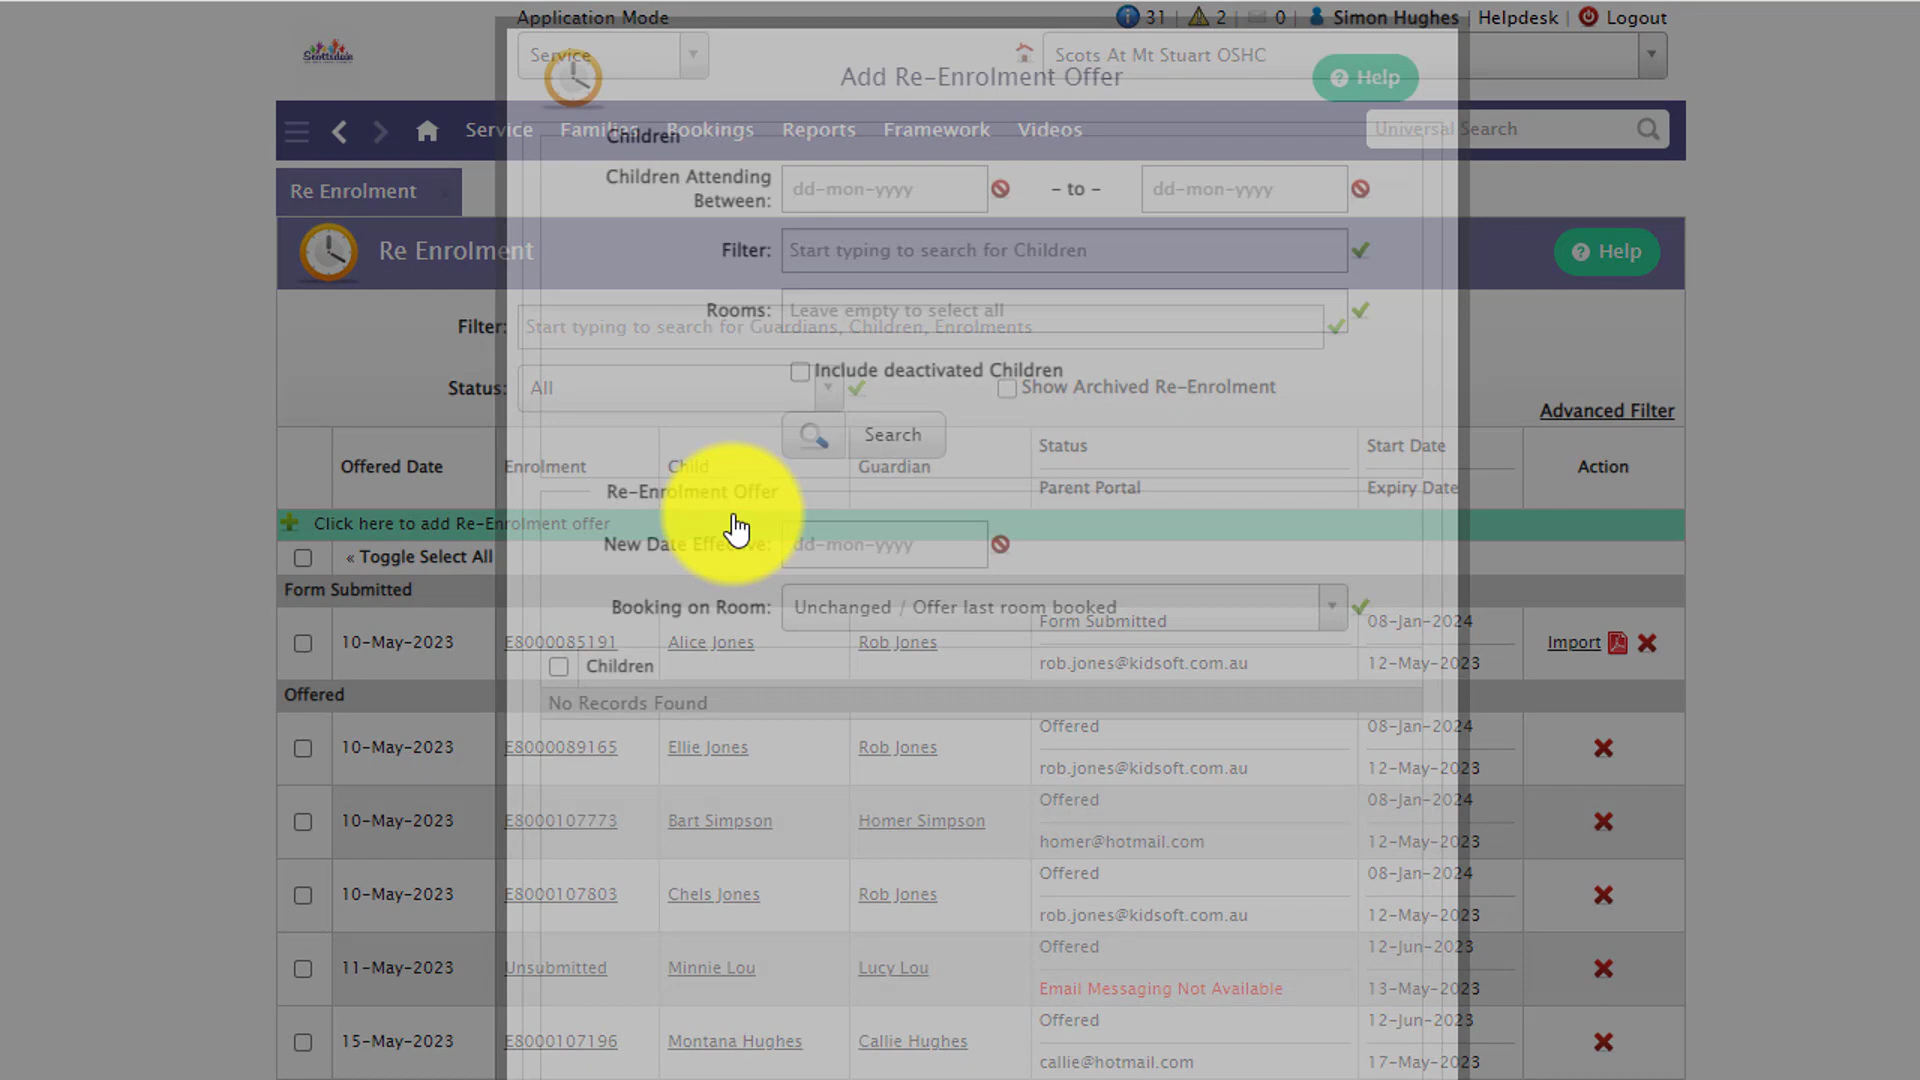 Application Mode
31 2 0 Simon Hughes Helpdesk Logout
Scottsdale
Service
Scots At Mt Stuart OSHC
Add Re-Enrolment Offer
Help
Service Families Bookings Reports Framework Videos
Universal Search
Children
Children Attending Between:
dd-mon-yyyy
– to –
dd-mon-yyyy
Re Enrolment
Re Enrolment
Help
Filter: Start typing to search for Children
Rooms: Leave empty to select all
Filter: Start typing to search for Guardians, Children, Enrolments
Include deactivated Children
Status: All
Show Archived Re-Enrolment
Advanced Filter
Search
Offered Date Enrolment Child Guardian Status Start Date Action
Parent Portal Expiry Date
Re-Enrolment Offer
Click here to add Re-Enrolment offer
New Date Effective: dd-mon-yyyy
« Toggle Select All
Form Submitted
Booking on Room: Unchanged / Offer last room booked
10-May-2023 E8000085191 Alice Jones Rob Jones Form Submitted 08-Jan-2024 Import
rob.jones@kidsoft.com.au 12-May-2023
Children
Offered
No Records Found
10-May-2023 E8000089165 Ellie Jones Rob Jones Offered 08-Jan-2024
rob.jones@kidsoft.com.au 12-May-2023
10-May-2023 E8000107773 Bart Simpson Homer Simpson Offered 08-Jan-2024
homer@hotmail.com 12-May-2023
10-May-2023 E8000107803 Chels Jones Rob Jones Offered 08-Jan-2024
rob.jones@kidsoft.com.au 12-May-2023
11-May-2023 Unsubmitted Minnie Lou Lucy Lou Offered 12-Jun-2023
Email Messaging Not Available 13-May-2023
15-May-2023 E8000107196 Montana Hughes Callie Hughes Offered 12-Jun-2023
callie@hotmail.com 17-May-2023